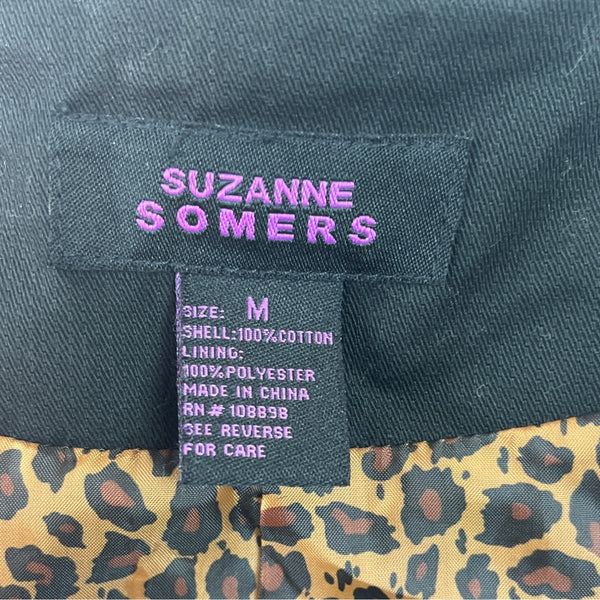 SUZANNE
SOMERS
SIZE: M
SHELL:100%COTTON
LINING:
100%POLYESTER
MADE IN CHINA
RN# 108898
SEE REVERSE
FOR CARE